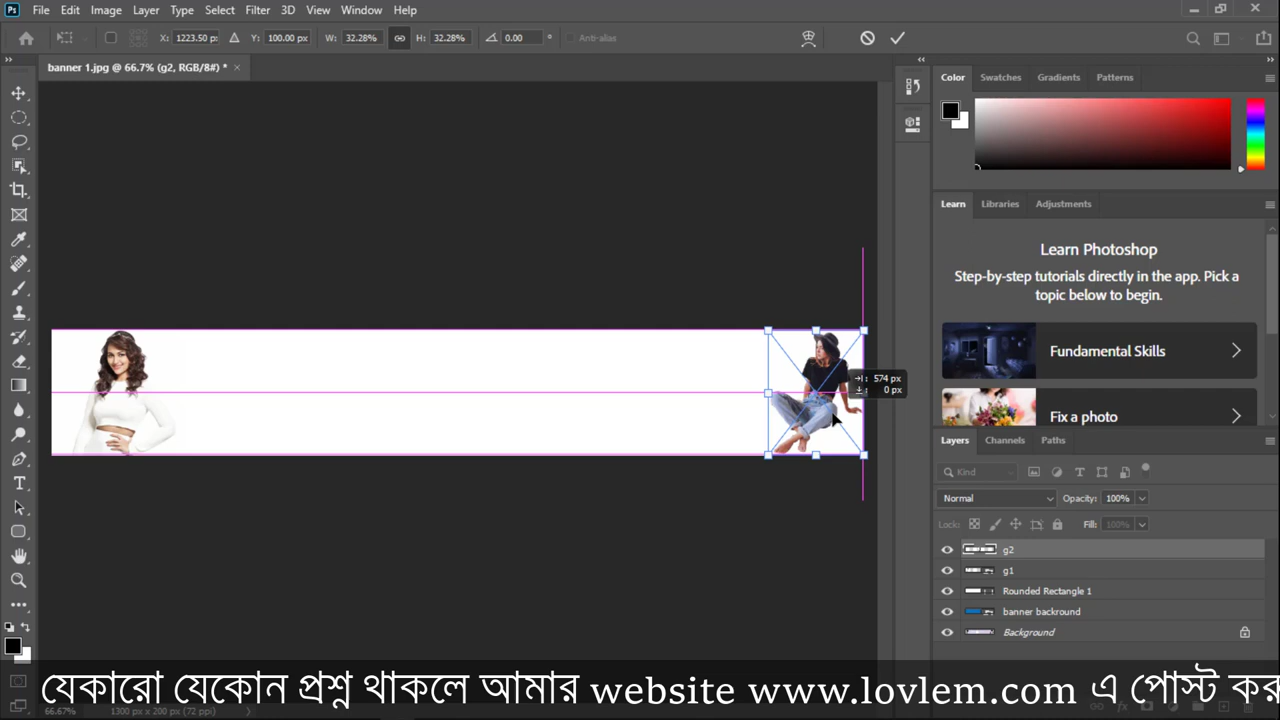 Ps File Edit Image Layer Type Select Filter 3D View Window Help
X: 1223.50 p: Y: 100.00 px W: 32.28% H: 32.28% 0.00 ° Anti-alias
banner 1.jpg @ 66.7% (g2, RGB/8#) * ×
Color Swatches Gradients Patterns
Learn Libraries Adjustments
Learn Photoshop
Step-by-step tutorials directly in the app. Pick a
topic below to begin.
Fundamental Skills
Fix a photo
574 px
0 px
Layers Channels Paths
Kind
Normal Opacity: 100%
Lock: Fill: 100%
g2
g1
Rounded Rectangle 1
banner backround
Background
যেকারো যেকোন প্রশ্ন থাকলে আমার website www.lovlem.com এ পোস্ট কর
66.67% 1300 px x 200 px (72 ppi)